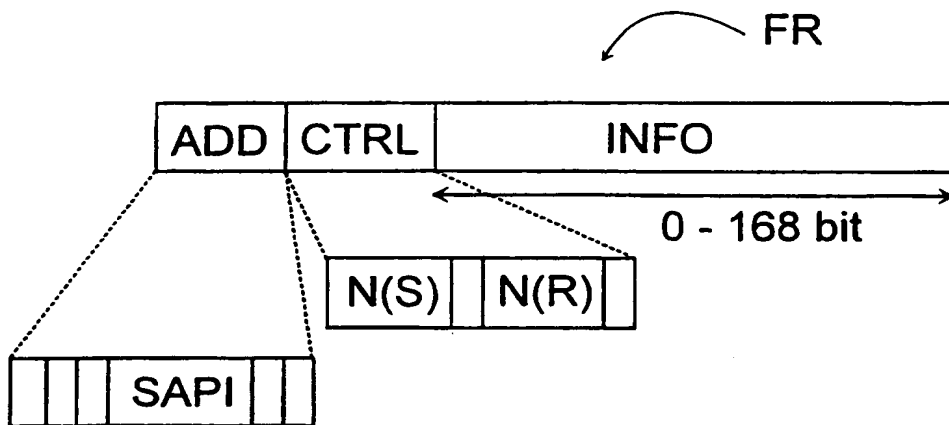 FR
ADD CTRL INFO
0 - 168 bit
N(S) N(R)
SAPI